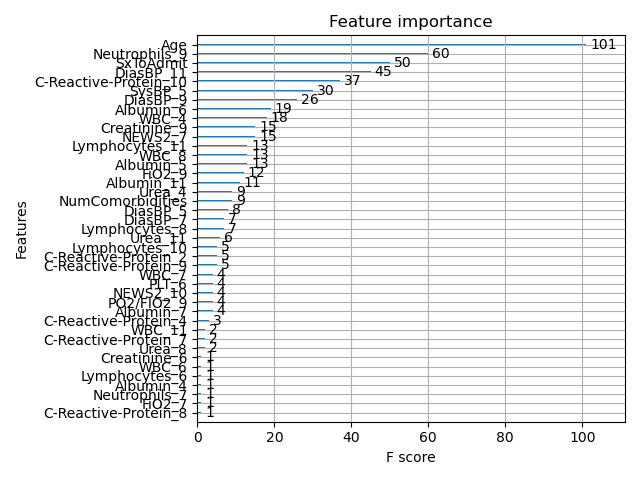 Feature importance
Age 101
Neutrophils_9 60
SxToAdmit 50
DiasBP_11 45
C-Reactive-Protein_10 37
SysBP_5 30
DiasBP_9 26
Albumin_6 19
WBC_4 18
Creatinine_9 15
NEWS2_7 15
Lymphocytes_11 13
WBC_8 13
Albumin_5 13
FiO2_9 12
Albumin_11 11
Urea_4 9
NumComorbidities 9
DiasBP_5 8
DiasBP_7 7
Lymphocytes_8 7
Urea_11 6
Lymphocytes_10 5
C-Reactive-Protein_2 5
C-Reactive-Protein_9 5
WBC_7 4
PLT_6 4
NEWS2_10 4
PO2/FIO2_9 4
Albumin_7 4
C-Reactive-Protein_4 3
WBC_11 2
C-Reactive-Protein_7 2
Urea_8 2
Creatinine_6 1
WBC_6 1
Lymphocytes_6 1
Albumin_4 1
Neutrophils_7 1
FiO2_7 1
C-Reactive-Protein_8 1
Features
0 20 40 60 80 100
F score